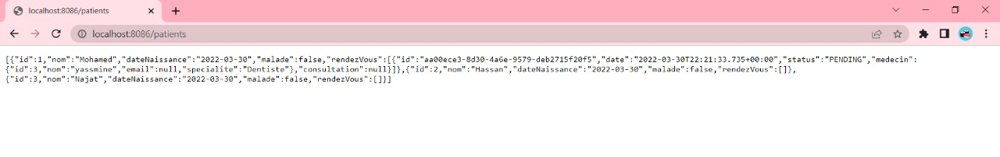 localhost:8086/patients
localhost:8086/patients
[{"id":1,"nom":"Mohamed","dateNaissance":"2022-03-30","malade":false,"rendezVous":[{"id":"aa00ece3-8d30-4a6e-9579-deb2715f20f5","date":"2022-03-30T22:21:33.735+00:00","status":"PENDING","medecin":
{"id":3,"nom":"yassmine","email":null,"specialite":"Dentiste"},"consultation":null}]},{"id":2,"nom":"Hassan","dateNaissance":"2022-03-30","malade":false,"rendezVous":[]},
{"id":3,"nom":"Najat","dateNaissance":"2022-03-30","malade":false,"rendezVous":[]}]